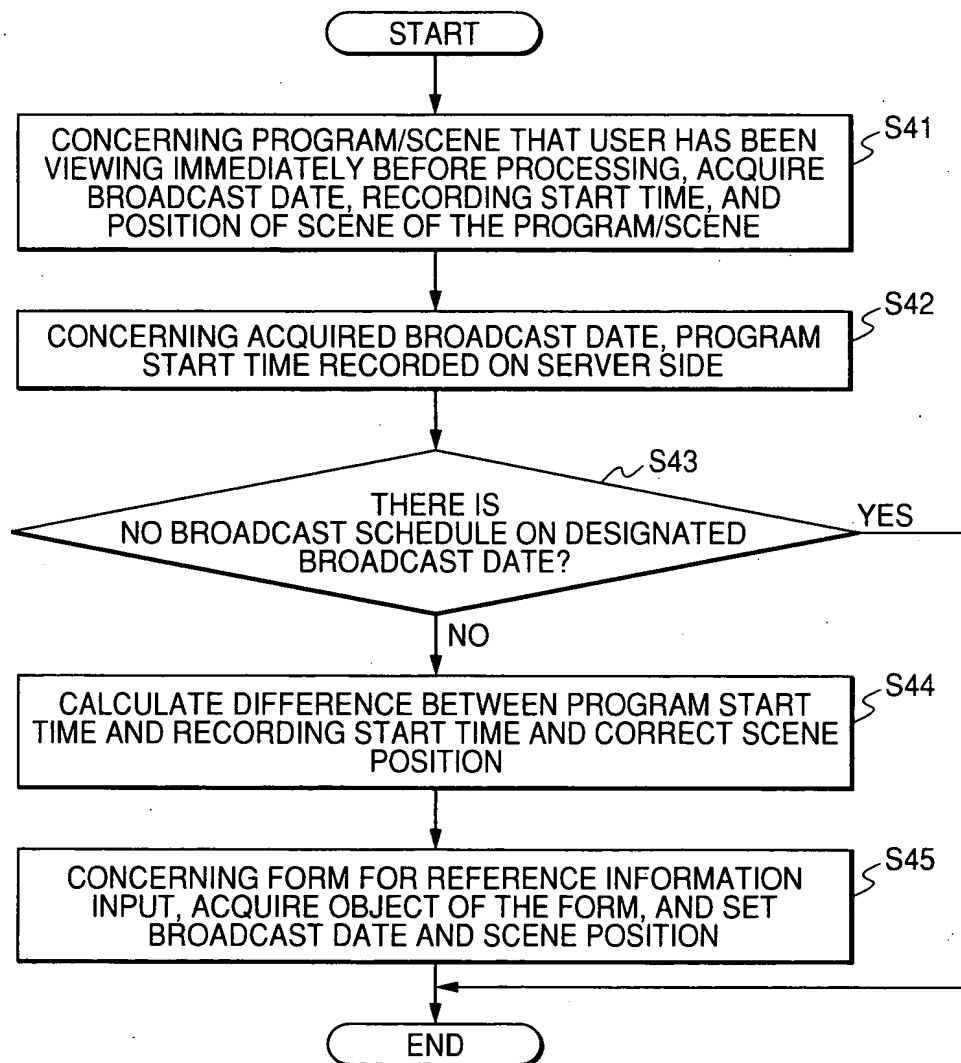 START
S41
CONCERNING PROGRAM/SCENE THAT USER HAS BEEN
VIEWING IMMEDIATELY BEFORE PROCESSING, ACQUIRE
BROADCAST DATE, RECORDING START TIME, AND
POSITION OF SCENE OF THE PROGRAM/SCENE
S42
CONCERNING ACQUIRED BROADCAST DATE, PROGRAM
START TIME RECORDED ON SERVER SIDE
S43
THERE IS
NO BROADCAST SCHEDULE ON DESIGNATED
BROADCAST DATE?
YES
NO
S44
CALCULATE DIFFERENCE BETWEEN PROGRAM START
TIME AND RECORDING START TIME AND CORRECT SCENE
POSITION
S45
CONCERNING FORM FOR REFERENCE INFORMATION
INPUT, ACQUIRE OBJECT OF THE FORM, AND SET
BROADCAST DATE AND SCENE POSITION
END